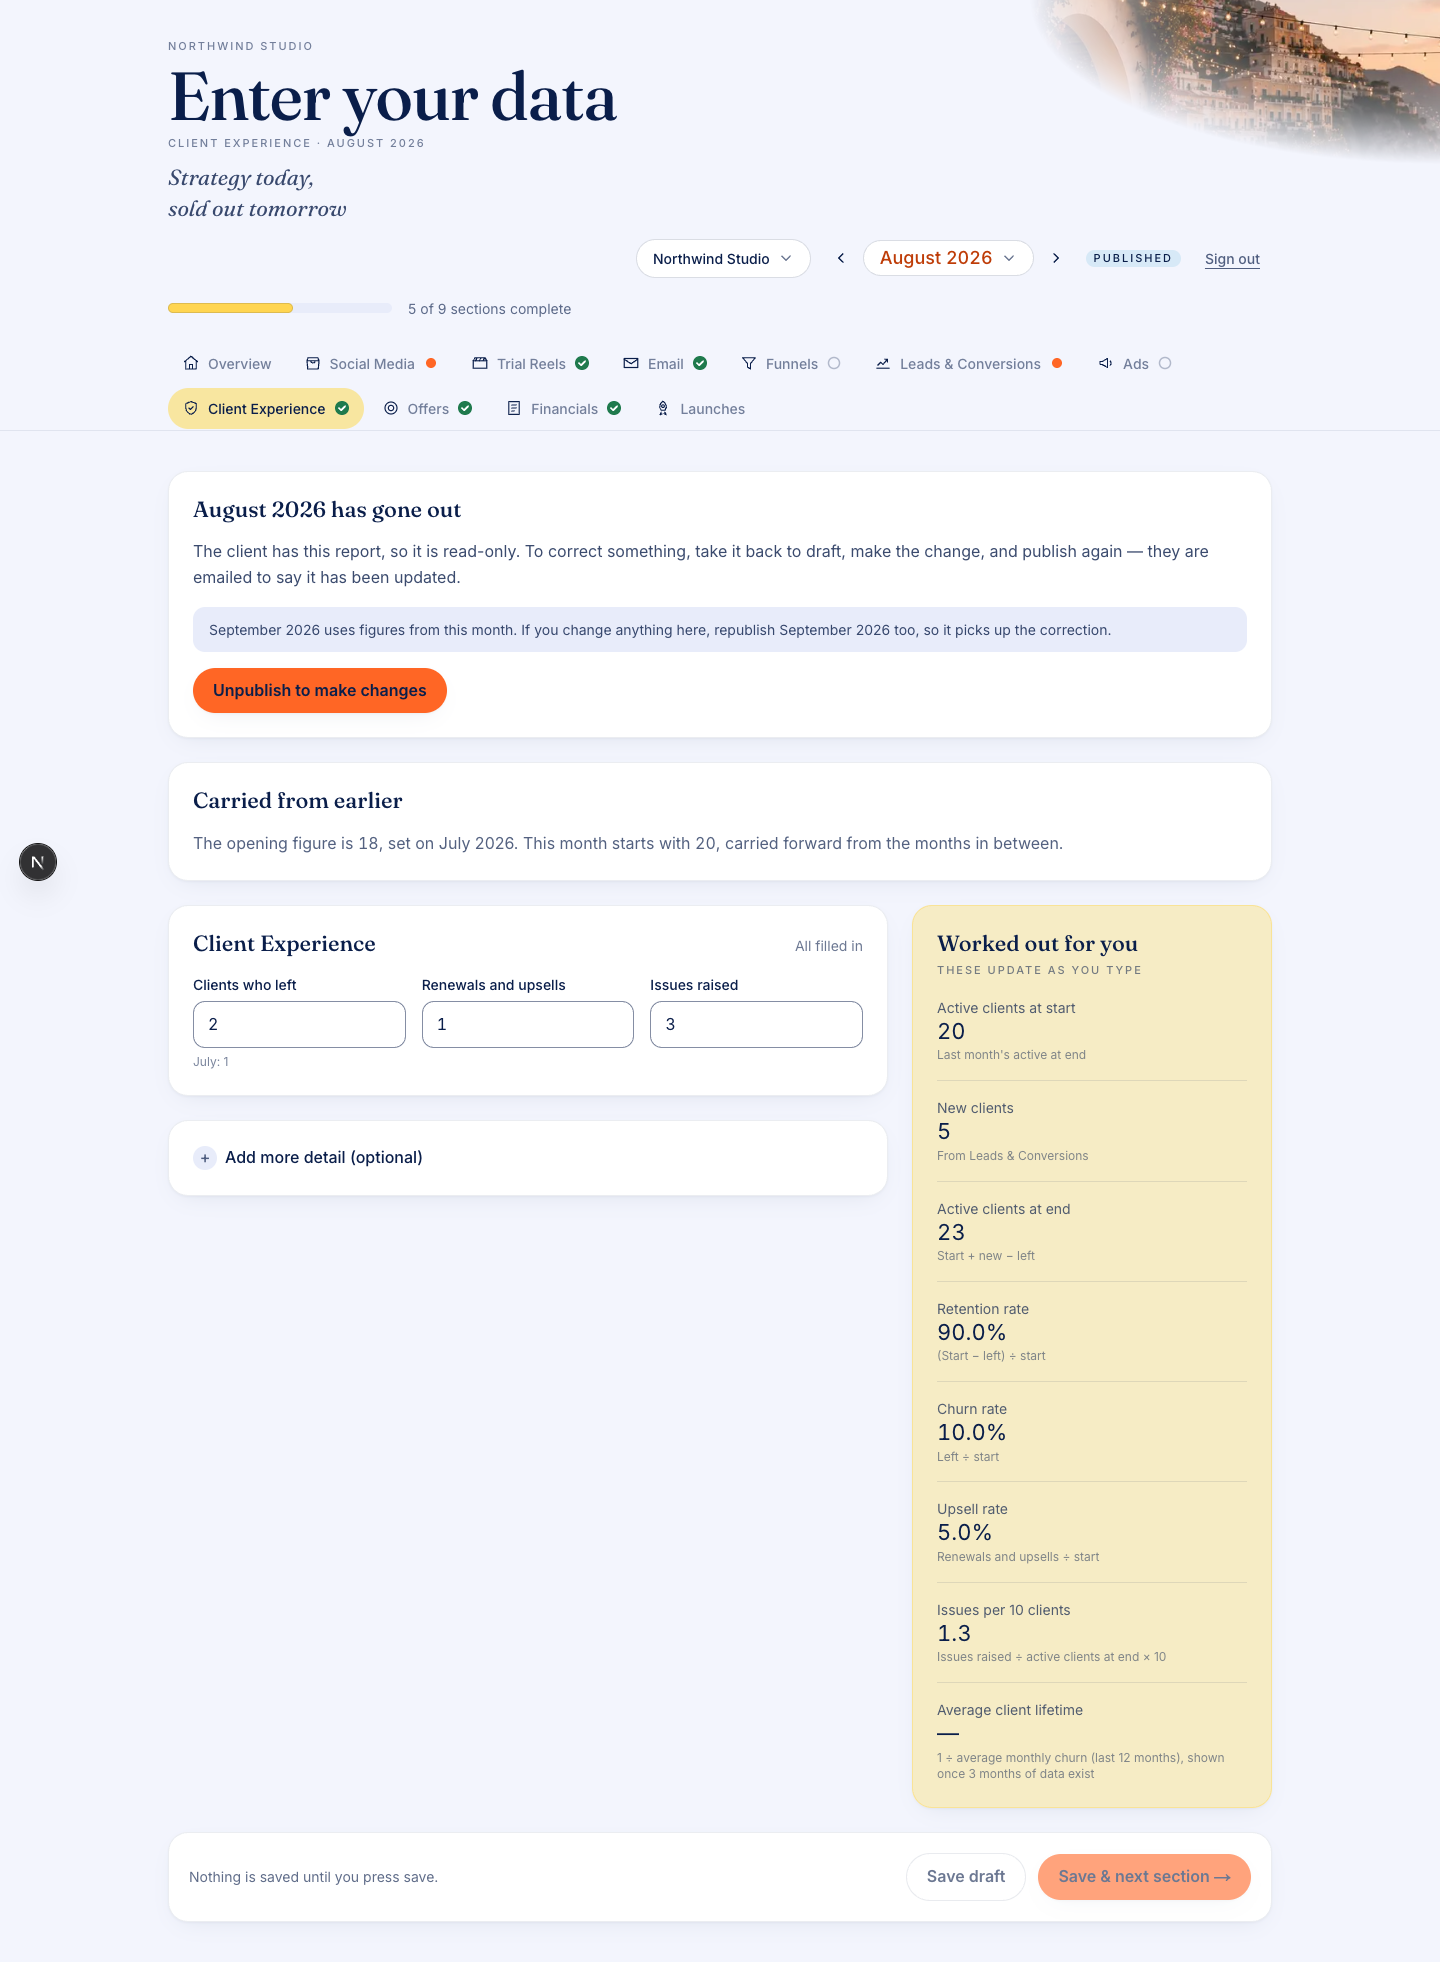 NORTHWIND STUDIO
Enter your data
CLIENT EXPERIENCE · AUGUST 2026
Strategy today,
sold out tomorrow
Northwind Studio
August 2026
PUBLISHED
Sign out
5 of 9 sections complete
Overview
Social Media
Trial Reels
Email
Funnels
Leads & Conversions
Ads
Client Experience
Offers
Financials
Launches
August 2026 has gone out
The client has this report, so it is read-only. To correct something, take it back to draft, make the change, and publish again — they are
emailed to say it has been updated.
September 2026 uses figures from this month. If you change anything here, republish September 2026 too, so it picks up the correction.
Unpublish to make changes
Carried from earlier
The opening figure is 18, set on July 2026. This month starts with 20, carried forward from the months in between.
N
Client Experience
All filled in
Clients who left
Renewals and upsells
Issues raised
2
1
3
July: 1
+ Add more detail (optional)
Worked out for you
THESE UPDATE AS YOU TYPE
Active clients at start
20
Last month's active at end
New clients
5
From Leads & Conversions
Active clients at end
23
Start + new − left
Retention rate
90.0%
(Start − left) ÷ start
Churn rate
10.0%
Left ÷ start
Upsell rate
5.0%
Renewals and upsells ÷ start
Issues per 10 clients
1.3
Issues raised ÷ active clients at end × 10
Average client lifetime
—
1 ÷ average monthly churn (last 12 months), shown
once 3 months of data exist
Nothing is saved until you press save.
Save draft
Save & next section →